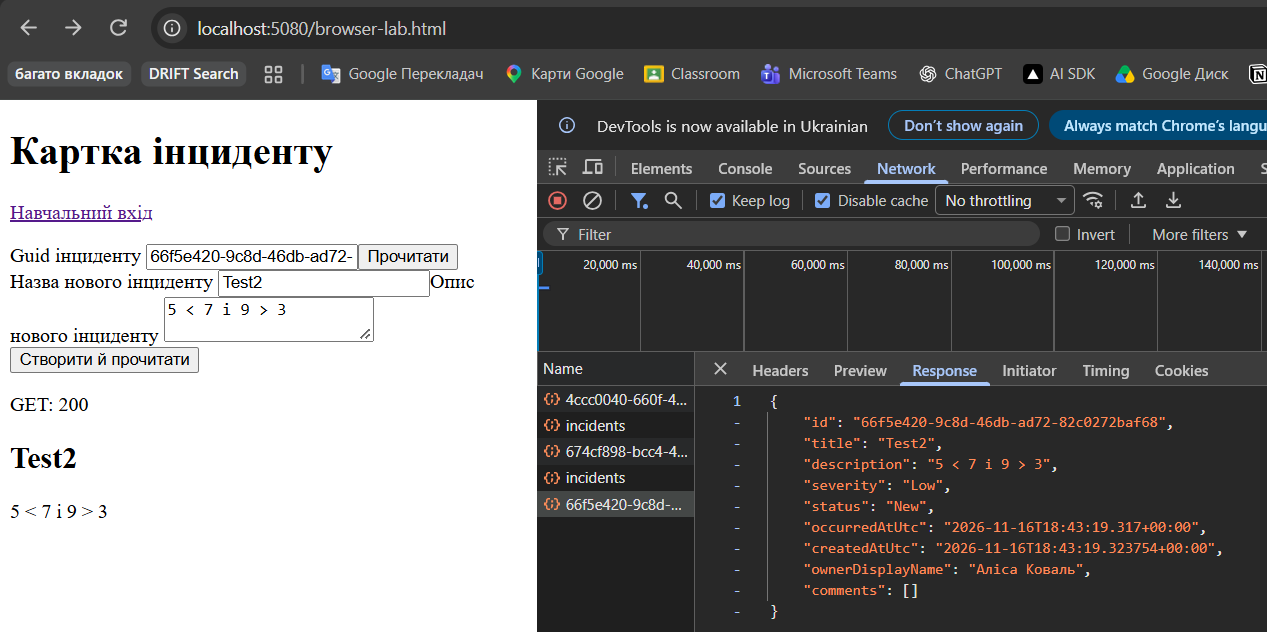 localhost:5080/browser-lab.html
багато вкладок DRIFT Search Google Перекладач Карти Google Classroom Microsoft Teams ChatGPT AI SDK Google Диск
Картка інциденту
Навчальний вхід
Guid інциденту 66f5e420-9c8d-46db-ad72- Прочитати
Назва нового інциденту Test2 Опис
нового інциденту 5 < 7 і 9 > 3
Створити й прочитати
GET: 200
Test2
5 < 7 і 9 > 3
DevTools is now available in Ukrainian Don't show again Always match Chrome's langu
Elements Console Sources Network Performance Memory Application S
Keep log Disable cache No throttling
Filter Invert More filters
20,000 ms 40,000 ms 60,000 ms 80,000 ms 100,000 ms 120,000 ms 140,000 ms
Name
4ccc0040-660f-4...
incidents
674cf898-bcc4-4...
incidents
66f5e420-9c8d-...
Headers Preview Response Initiator Timing Cookies
1 {
- "id": "66f5e420-9c8d-46db-ad72-82c0272baf68",
- "title": "Test2",
- "description": "5 < 7 і 9 > 3",
- "severity": "Low",
- "status": "New",
- "occurredAtUtc": "2026-11-16T18:43:19.317+00:00",
- "createdAtUtc": "2026-11-16T18:43:19.323754+00:00",
- "ownerDisplayName": "Аліса Коваль",
- "comments": []
- }